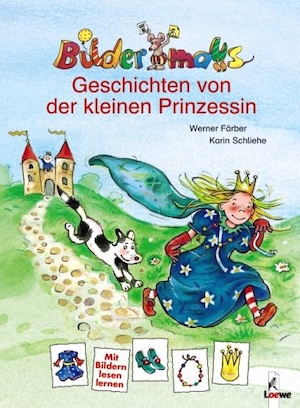 Bildermaus
Geschichten von
der kleinen Prinzessin
Werner Färber
Karin Schliehe
Mit
Bildern
lesen
lernen
Loewe